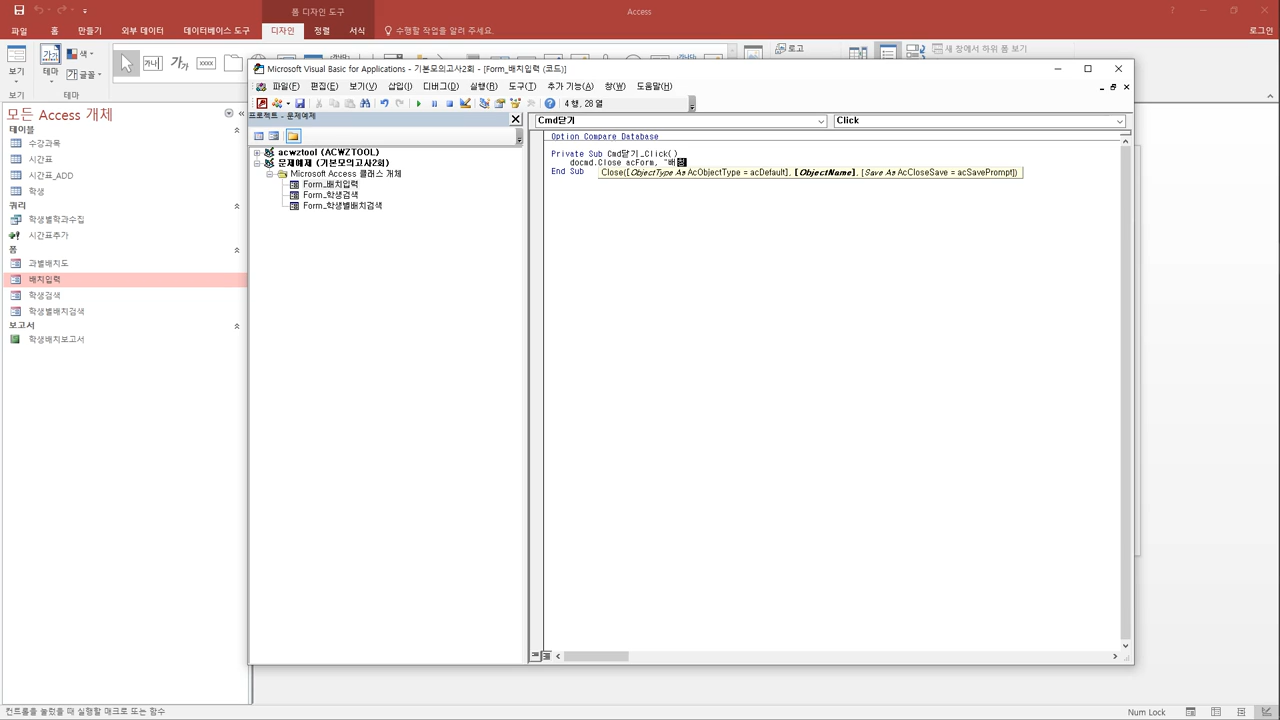 폼 디자인 도구
Access
파일 홈 만들기 외부 데이터 데이터베이스 도구 디자인 정렬 서식 수행할 작업을 알려 주세요.
로그인
보기
테마
색
가가 글꼴
가나
가가
xxxx
로고
새 창에서 하위 폼 보기
보기
테마
Microsoft Visual Basic for Applications - 기본모의고사2회 - [Form_배치입력 (코드)]
파일(F) 편집(E) 보기(V) 삽입(I) 디버그(D) 실행(R) 도구(T) 추가 기능(A) 창(W) 도움말(H)
4 행, 28 열
프로젝트 - 문제예제
acwztool (ACWZTOOL)
문제예제 (기본모의고사2회)
Microsoft Access 클래스 개체
Form_배치입력
Form_학생검색
Form_학생별배치검색
Cmd닫기
Click
Option Compare Database
Private Sub Cmd닫기_Click()
docmd.Close acForm, "배
End Sub
Close([ObjectType As AcObjectType = acDefault], [ObjectName], [Save As AcCloseSave = acSavePrompt])
모든 Access 개체
테이블
수강과목
시간표
시간표_ADD
학생
쿼리
학생별학과수집
시간표추가
폼
과별배치도
배치입력
학생검색
학생별배치검색
보고서
학생배치보고서
컨트롤을 눌렀을 때 실행할 매크로 또는 함수
Num Lock